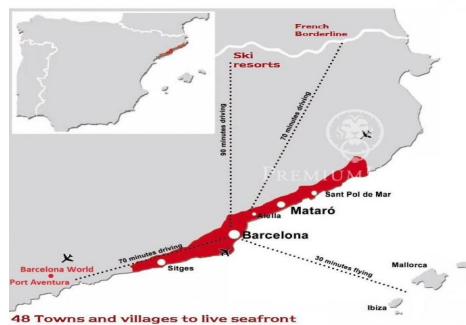 French
Borderline
Ski
resorts
90 minutes driving
70 minutes driving
PREMIUM
Sant Pol de Mar
Alella
Mataró
Barcelona
70 minutes driving
Sitges
Barcelona World
Port Aventura
30 minutes flying
Mallorca
Ibiza
48 Towns and villages to live seafront